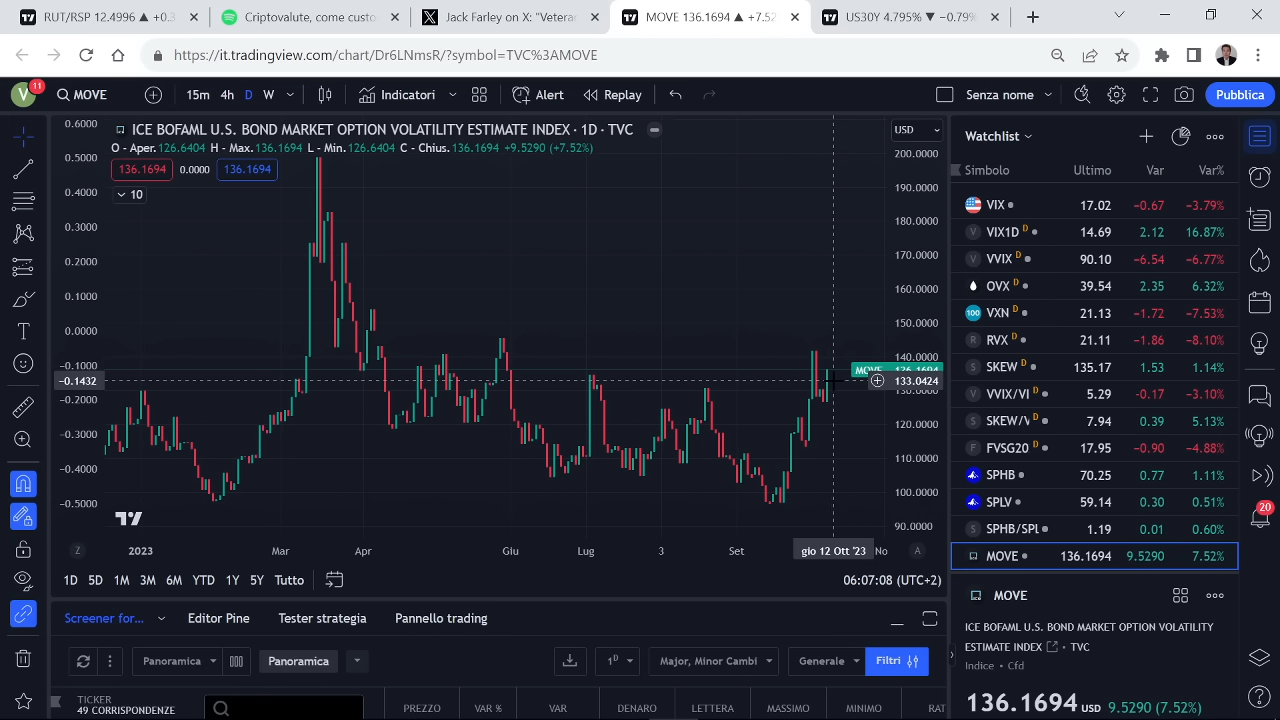 RUT/RSP 12.4996 ▲ +0.3
Criptovalute, come custo
Jack Farley on X: "Veteran
MOVE 136.1694 ▲ +7.52
US30Y 4.795% ▼ −0.79%
https://it.tradingview.com/chart/Dr6LNmsR/?symbol=TVC%3AMOVE
V 11
MOVE
15m 4h D W
Indicatori
Alert
Replay
Senza nome
Pubblica
ICE BOFAML U.S. BOND MARKET OPTION VOLATILITY ESTIMATE INDEX · 1D · TVC
O - Aper. 126.6404 H - Max. 136.1694 L - Min. 126.6404 C - Chius. 136.1694 +9.5290 (+7.52%)
136.1694 0.0000 136.1694
10
USD
0.6000
0.5000
0.4000
0.3000
0.2000
0.1000
0.0000
−0.1000
−0.1432
−0.2000
−0.3000
−0.4000
−0.5000
200.0000
190.0000
180.0000
170.0000
160.0000
150.0000
140.0000
MOVE 136.1694
133.0424
130.0000
120.0000
110.0000
100.0000
90.0000
Z 2023 Mar Apr Giu Lug 3 Set gio 12 Ott '23 No A
1D 5D 1M 3M 6M YTD 1Y 5Y Tutto
06:07:08 (UTC+2)
Screener for... Editor Pine Tester strategia Pannello trading
Panoramica Panoramica 1D Major, Minor Cambi Generale Filtri
TICKER
49 CORRISPONDENZE
PREZZO VAR % VAR DENARO LETTERA MASSIMO MINIMO RAT
Watchlist
Simbolo Ultimo Var Var%
VIX 17.02 −0.67 −3.79%
VIX1D D 14.69 2.12 16.87%
VVIX D 90.10 −6.54 −6.77%
OVX D 39.54 2.35 6.32%
VXN D 21.13 −1.72 −7.53%
RVX D 21.11 −1.86 −8.10%
SKEW D 135.17 1.53 1.14%
VVIX/VI D 5.29 −0.17 −3.10%
SKEW/V D 7.94 0.39 5.13%
FVSG20 D 17.95 −0.90 −4.88%
SPHB 70.25 0.77 1.11%
SPLV 59.14 0.30 0.51%
SPHB/SPL 1.19 0.01 0.60%
MOVE 136.1694 9.5290 7.52%
MOVE
ICE BOFAML U.S. BOND MARKET OPTION VOLATILITY
ESTIMATE INDEX · TVC
Indice · Cfd
136.1694 USD 9.5290 (7.52%)
20